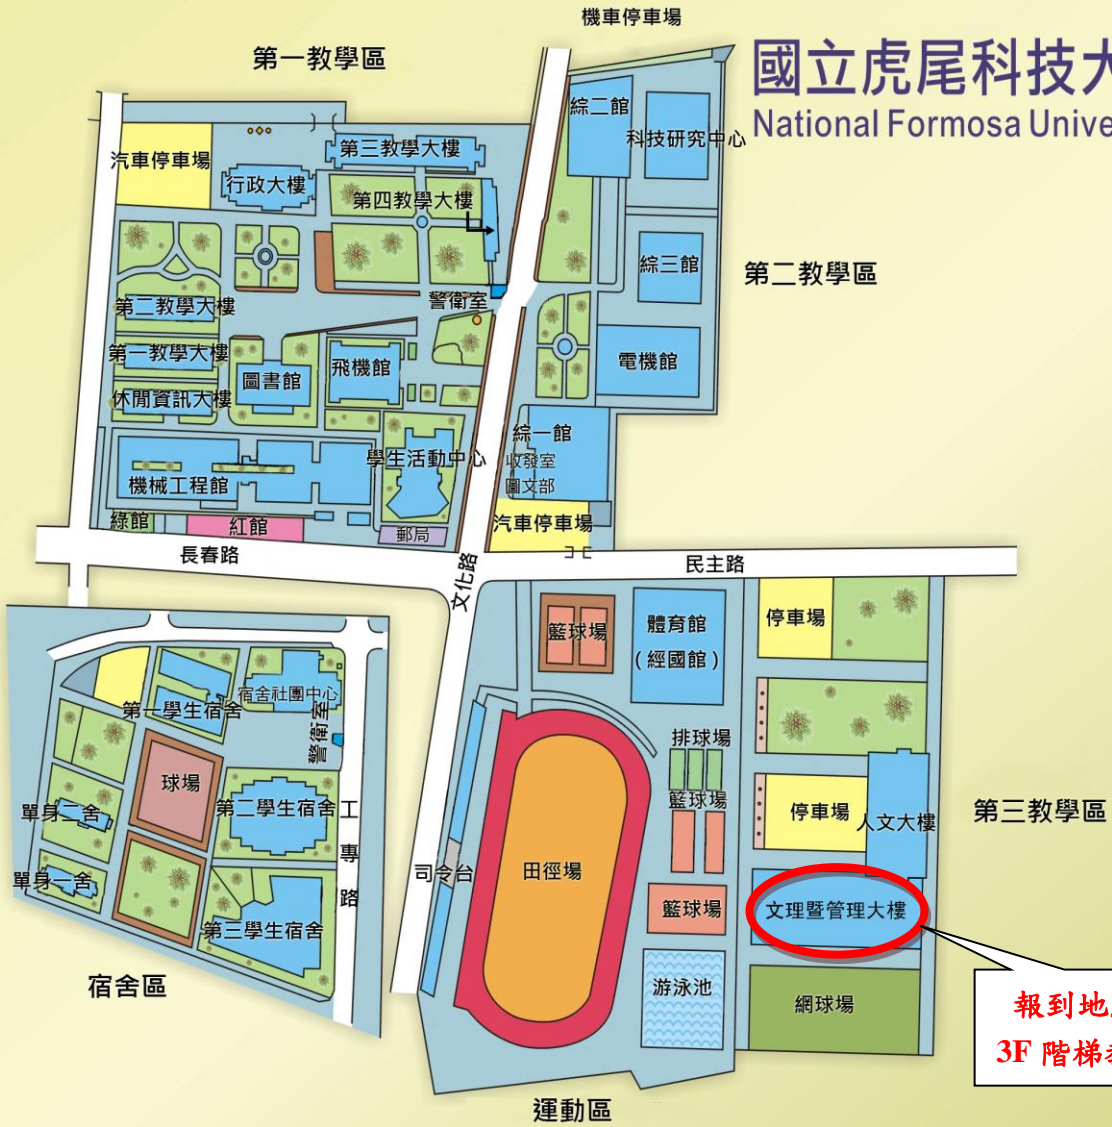 機車停車場
第一教學區
國立虎尾科技大
National Formosa Unive
綜二館
科技研究中心
第三教學大樓
汽車停車場
行政大樓
第四教學大樓
綜三館
第二教學區
警衛室
第二教學大樓
第一教學大樓
飛機館
電機館
圖書館
休閒資訊大樓
綜一館
收發室
圖文部
學生活動中心
機械工程館
綠館
紅館
郵局
汽車停車場
長春路
文化路
民主路
籃球場
體育館
(經國館)
停車場
宿舍社團中心
第一學生宿舍
警衛室
排球場
球場
籃球場
單身二舍
第二學生宿舍
工專路
停車場
人文大樓
第三教學區
司令台
田徑場
單身一舍
籃球場
文理暨管理大樓
第三學生宿舍
宿舍區
游泳池
網球場
報到地
3F 階梯
運動區